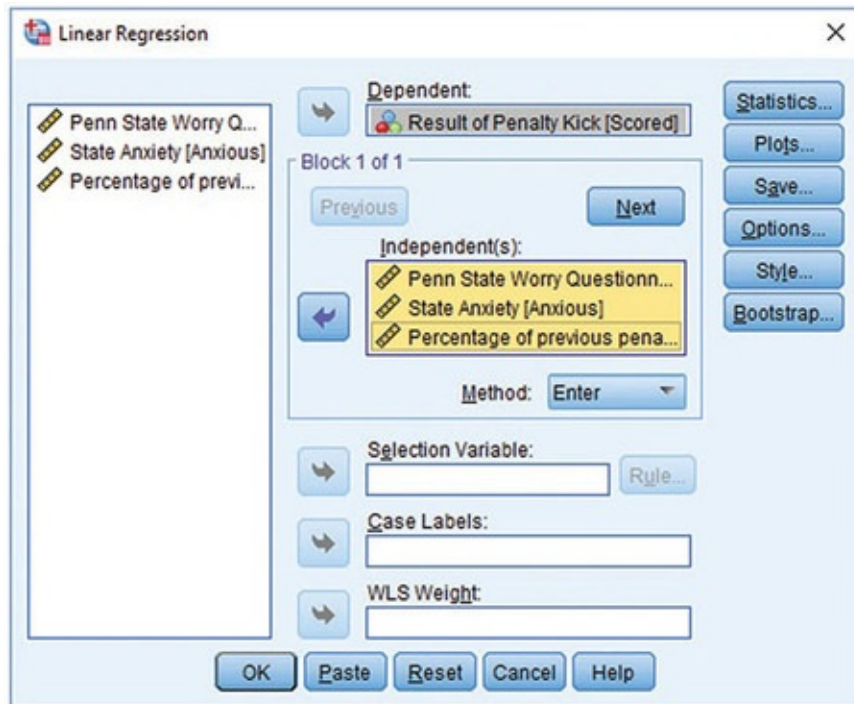 Linear Regression
Penn State Worry Q...
State Anxiety [Anxious]
Percentage of previ...
Dependent:
Result of Penalty Kick [Scored]
Block 1 of 1
Previous
Next
Independent(s):
Penn State Worry Questionn...
State Anxiety [Anxious]
Percentage of previous pena...
Method: Enter
Selection Variable:
Rule...
Case Labels:
WLS Weight:
Statistics...
Plots...
Save...
Options...
Style...
Bootstrap...
OK Paste Reset Cancel Help